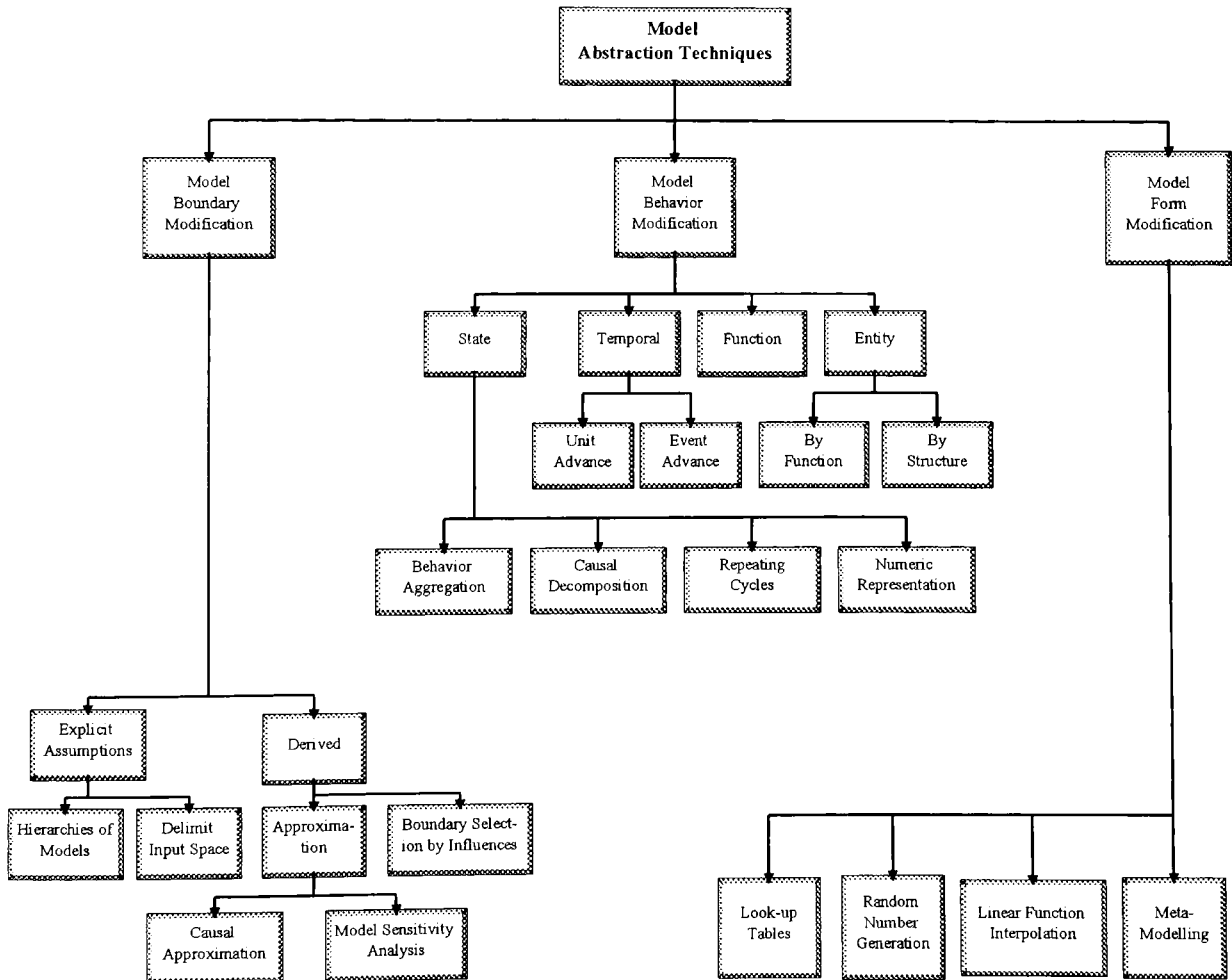 Model
Abstraction Techniques
Model
Boundary
Modification
Model
Behavior
Modification
Model
Form
Modification
State
Temporal
Function
Entity
Unit
Advance
Event
Advance
By
Function
By
Structure
Behavior
Aggregation
Causal
Decomposition
Repeating
Cycles
Numeric
Representation
Explicit
Assumptions
Derived
Hierarchies of
Models
Delimit
Input Space
Approxima-
tion
Boundary Select-
ion by Influences
Causal
Approximation
Model Sensitivity
Analysis
Look-up
Tables
Random
Number
Generation
Linear Function
Interpolation
Meta-
Modelling